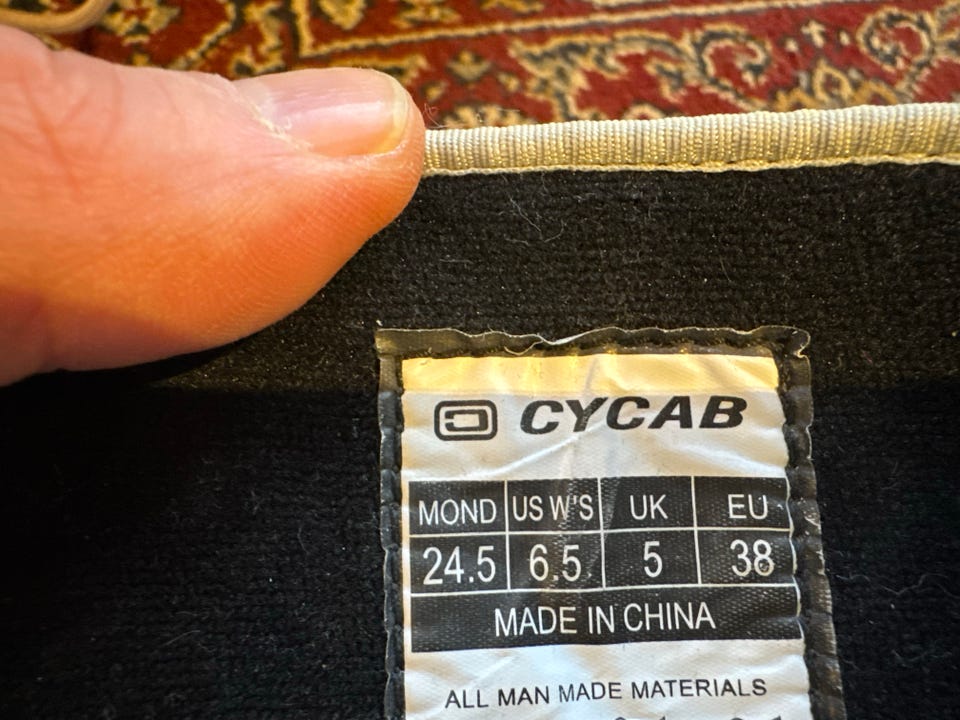 CYCAB
MOND US W'S UK EU
24.5 6.5 5 38
MADE IN CHINA
ALL MAN MADE MATERIALS